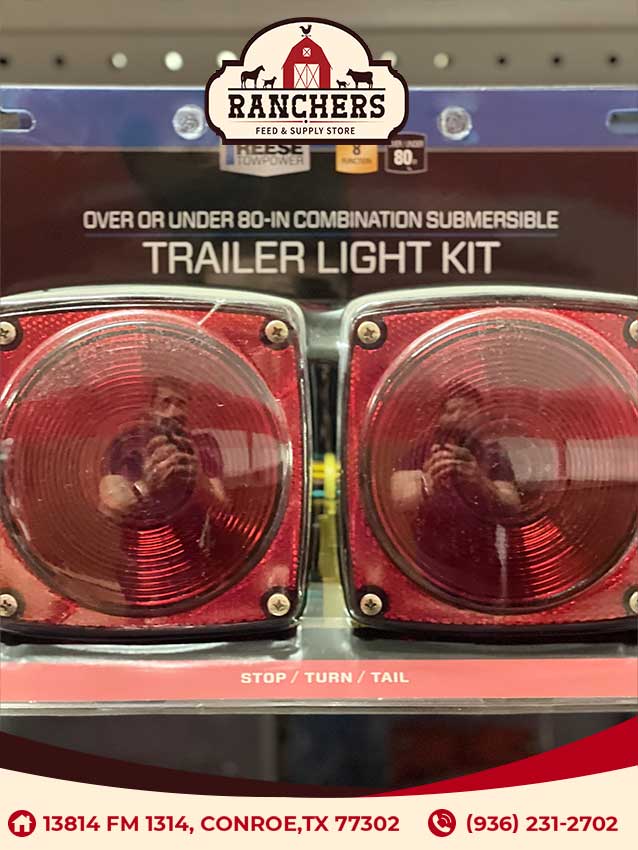 RANCHERS
FEED & SUPPLY STORE
REESE
TOWPOWER
8
FUNCTION
80
OVER OR UNDER 80-IN COMBINATION SUBMERSIBLE
TRAILER LIGHT KIT
STOP / TURN / TAIL
13814 FM 1314, CONROE,TX 77302
(936) 231-2702